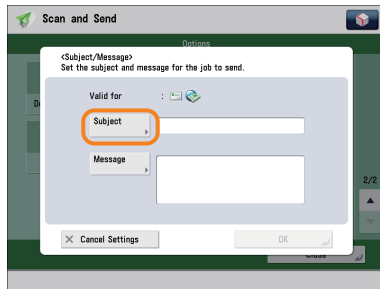 Scan and Send
Options
<Subject/Message>
Set the subject and message for the job to send.
Valid for :
Subject
Message
2/2
× Cancel Settings
OK
Close